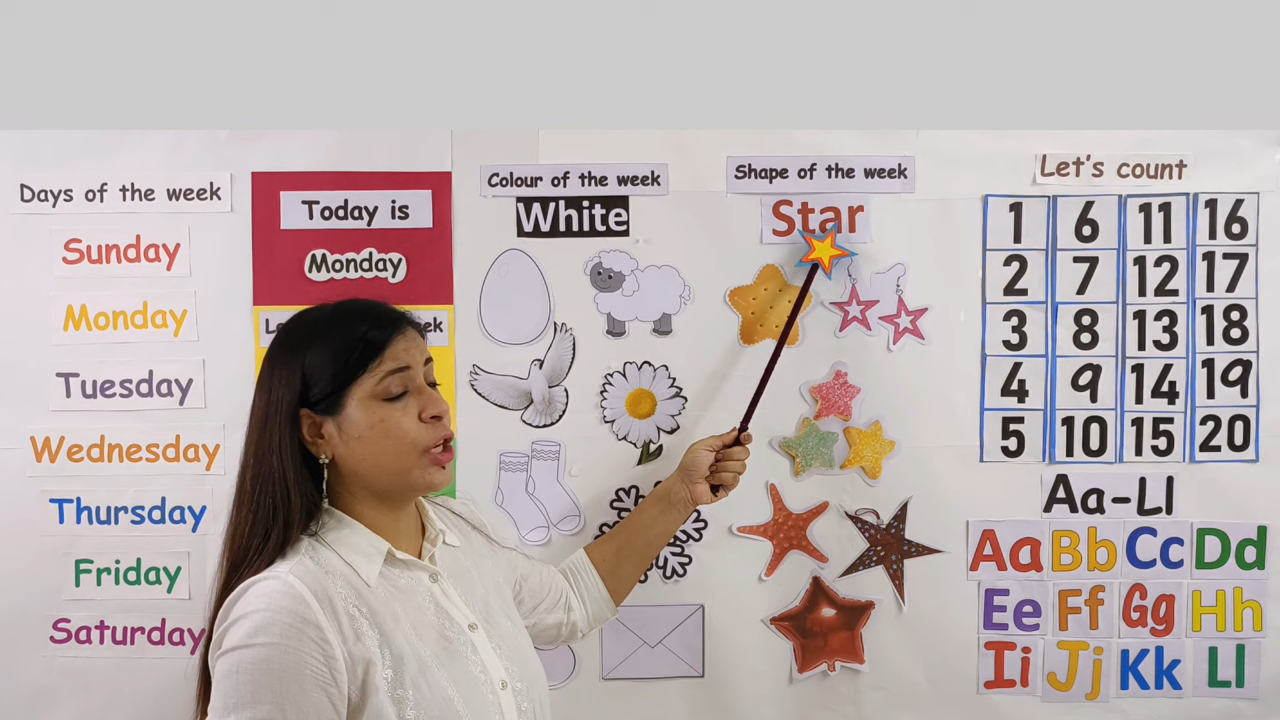 Days of the week
Sunday
Monday
Tuesday
Wednesday
Thursday
Friday
Saturday
Today is
Monday
Colour of the week
White
Shape of the week
Star
Let's count
1 6 11 16
2 7 12 17
3 8 13 18
4 9 14 19
5 10 15 20
Aa-Ll
Aa Bb Cc Dd
Ee Ff Gg Hh
Ii Jj Kk Ll